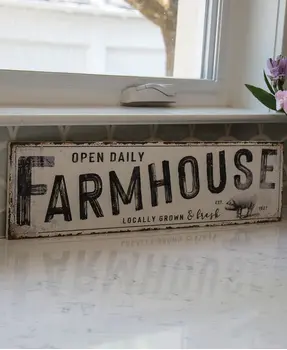 OPEN DAILY
FARMHOUSE
LOCALLY GROWN & fresh
EST.